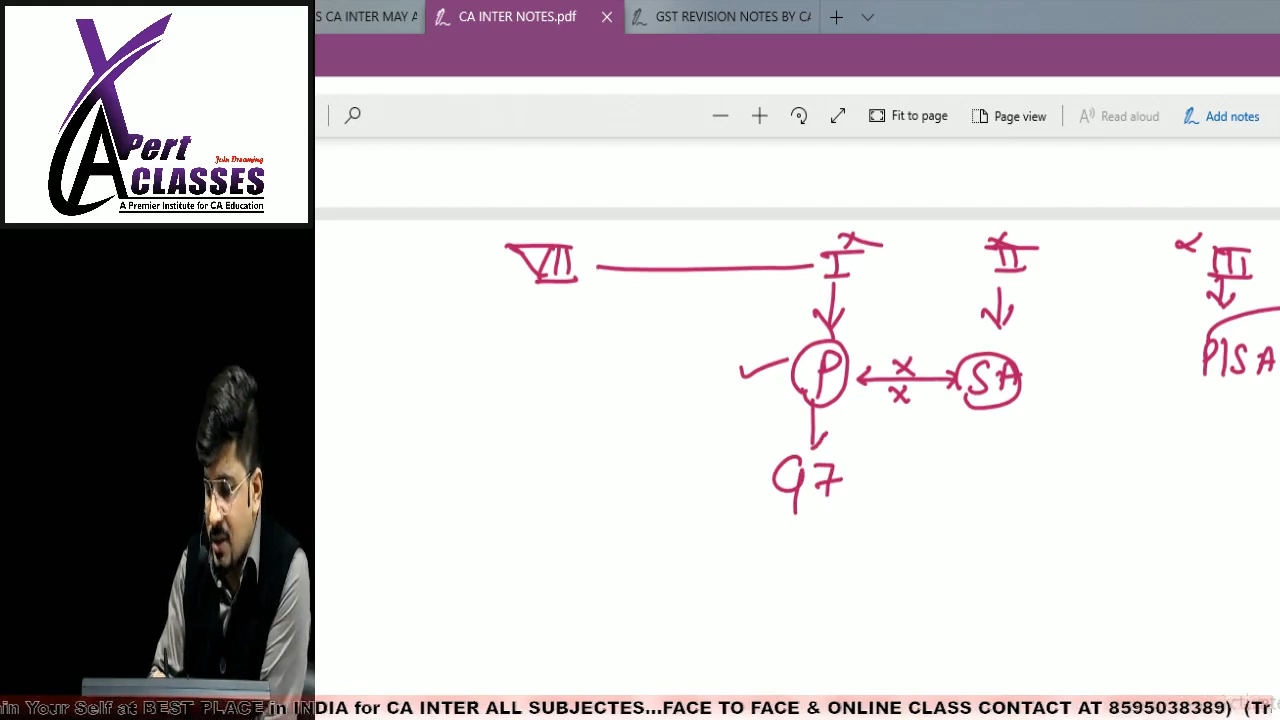 S CA INTER MAY A
CA INTER NOTES.pdf
GST REVISION NOTES BY CA
Fit to page
Page view
Read aloud
Add notes
XPert
Join Dreaming
CLASSES
A Premier Institute for CA Education
VII I x x II III
P x x SA P/SA
97
in Your Self at BEST PLACE in INDIA for CA INTER ALL SUBJECTES...FACE TO FACE & ONLINE CLASS CONTACT AT 8595038389) (Tr